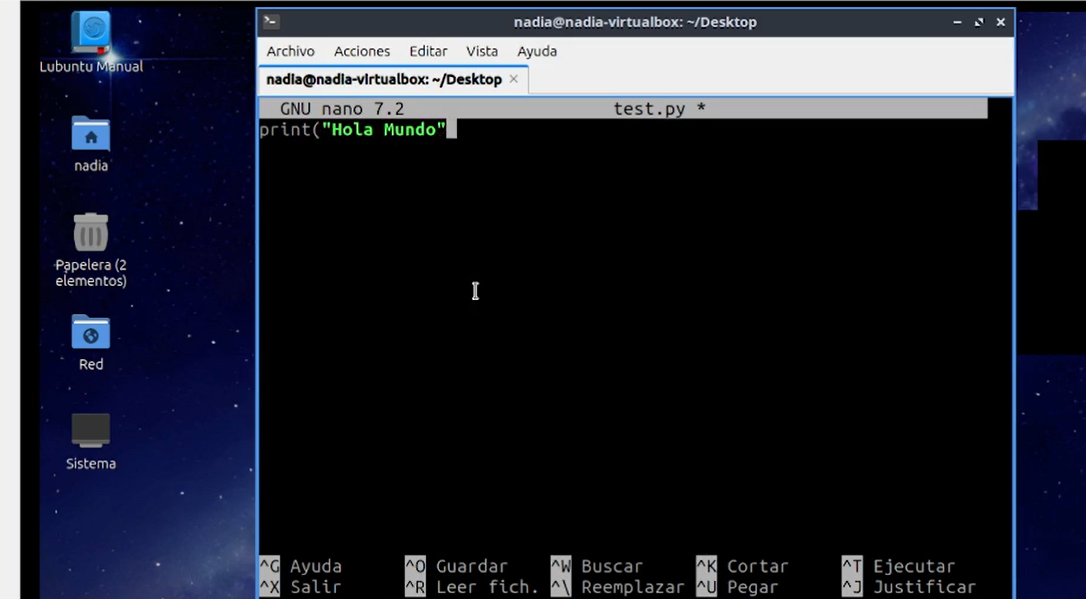 Lubuntu Manual
nadia
Papelera (2
elementos)
Red
Sistema
nadia@nadia-virtualbox: ~/Desktop
Archivo Acciones Editar Vista Ayuda
nadia@nadia-virtualbox: ~/Desktop ×
GNU nano 7.2 test.py *
print("Hola Mundo"
^G Ayuda ^O Guardar ^W Buscar ^K Cortar ^T Ejecutar
^X Salir ^R Leer fich. ^\ Reemplazar ^U Pegar ^J Justificar